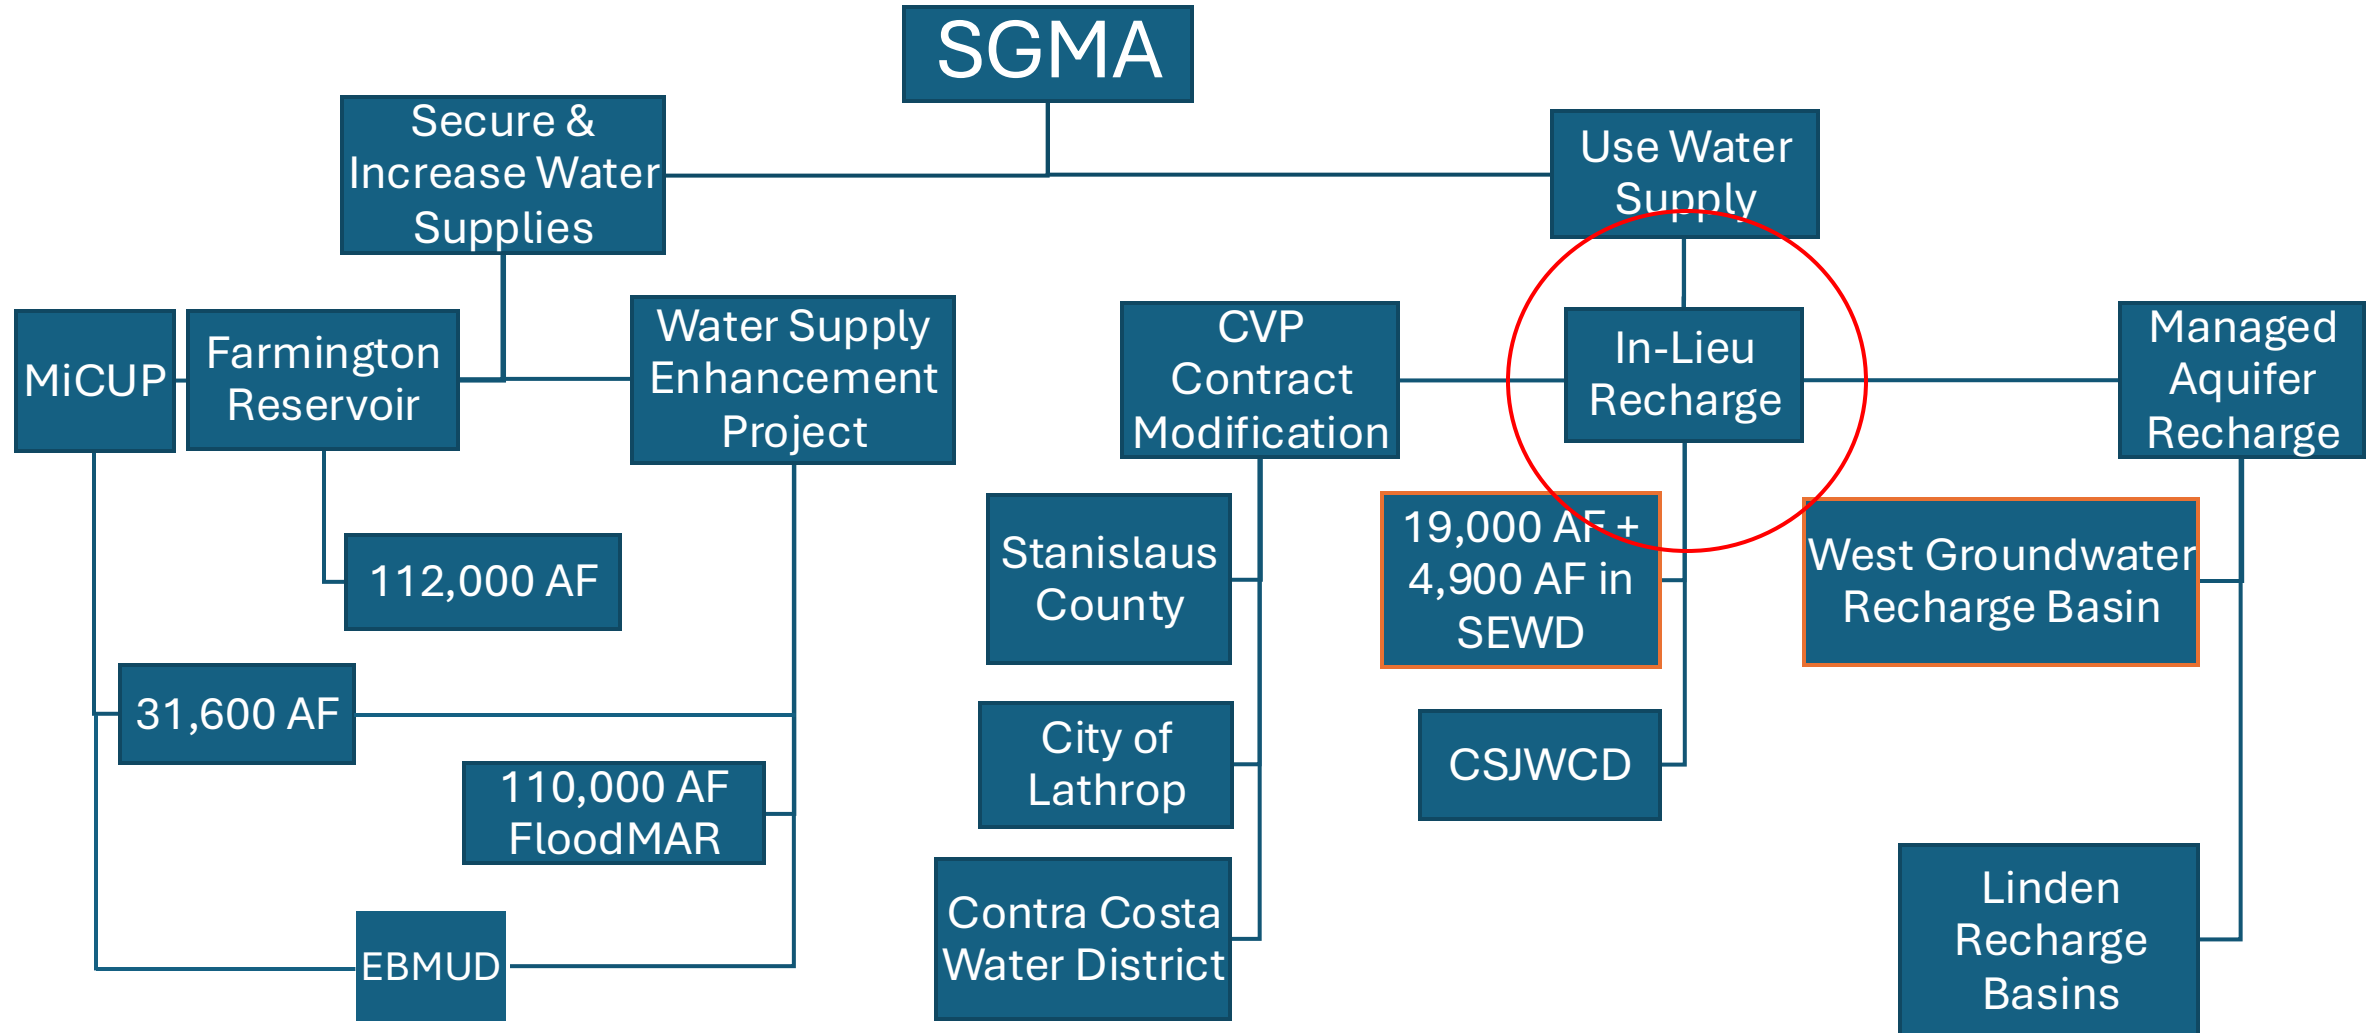 SGMA
Secure &
Increase Water
Supplies
Use Water
Supply
MiCUP
Farmington
Reservoir
Water Supply
Enhancement
Project
CVP
Contract
Modification
In-Lieu
Recharge
Managed
Aquifer
Recharge
112,000 AF
31,600 AF
110,000 AF
FloodMAR
EBMUD
Stanislaus
County
City of
Lathrop
Contra Costa
Water District
19,000 AF +
4,900 AF in
SEWD
CSJWCD
West Groundwater
Recharge Basin
Linden
Recharge
Basins